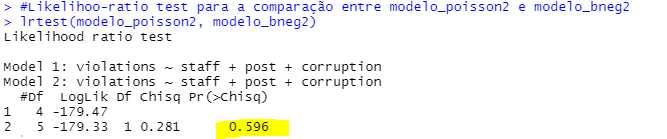 > #Likelihoo-ratio test para a comparação entre modelo_poisson2 e modelo_bneg2
> lrtest(modelo_poisson2, modelo_bneg2)
Likelihood ratio test

Model 1: violations ~ staff + post + corruption
Model 2: violations ~ staff + post + corruption
  #Df  LogLik Df Chisq Pr(>Chisq)
1   4 -179.47
2   5 -179.33  1 0.281      0.596